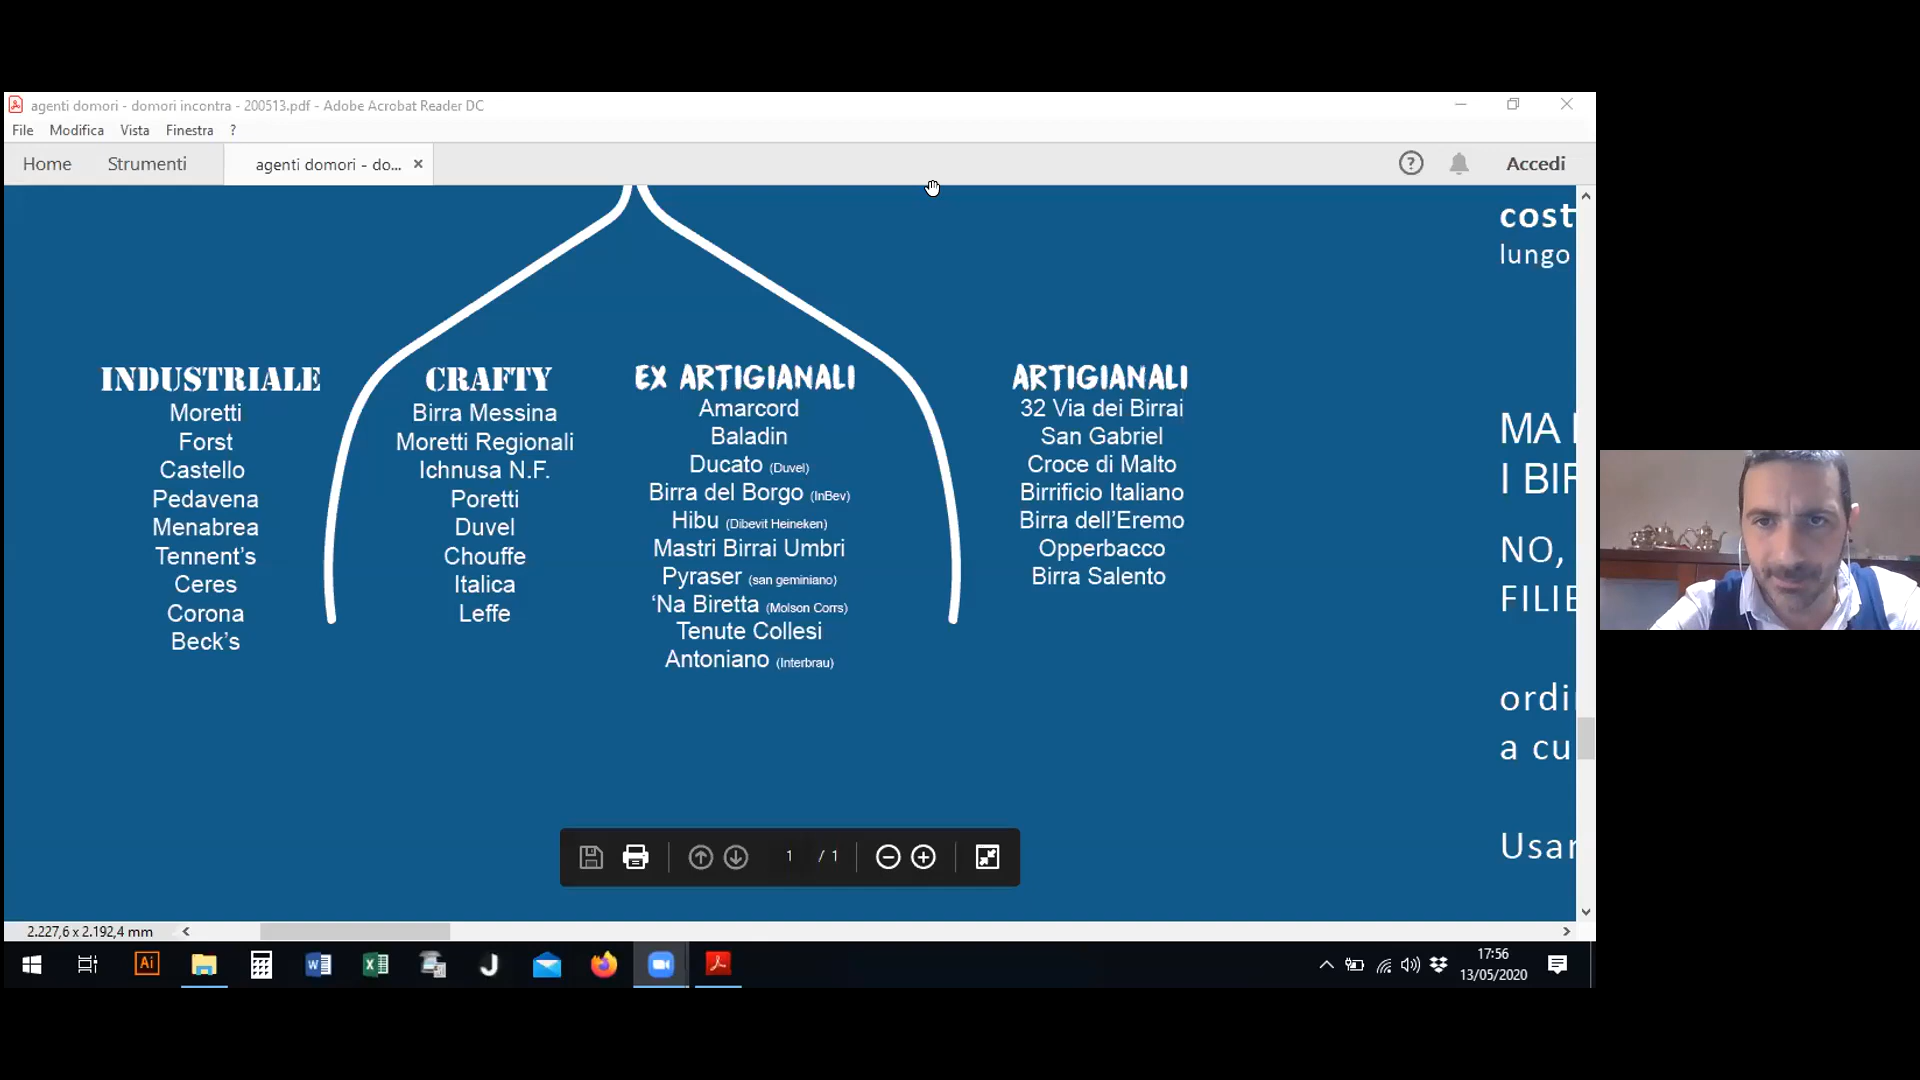 agenti domori - domori incontra - 200513.pdf - Adobe Acrobat Reader DC
File Modifica Vista Finestra ?
Home Strumenti agenti domori - do... Accedi
INDUSTRIALE
Moretti
Forst
Castello
Pedavena
Menabrea
Tennent's
Ceres
Corona
Beck's
CRAFTY
Birra Messina
Moretti Regionali
Ichnusa N.F.
Poretti
Duvel
Chouffe
Italica
Leffe
EX ARTIGIANALI
Amarcord
Baladin
Ducato (Duvel)
Birra del Borgo (InBev)
Hibu (Dibevit Heineken)
Mastri Birrai Umbri
Pyraser (san geminiano)
‘Na Biretta (Molson Corrs)
Tenute Collesi
Antoniano (Interbrau)
ARTIGIANALI
32 Via dei Birrai
San Gabriel
Croce di Malto
Birrificio Italiano
Birra dell’Eremo
Opperbacco
Birra Salento
cost
lungo
MA
I BIF
NO,
FILIE
ordi
a cu
Usar
1 / 1
2.227,6 x 2.192,4 mm
Ai
17:56
13/05/2020